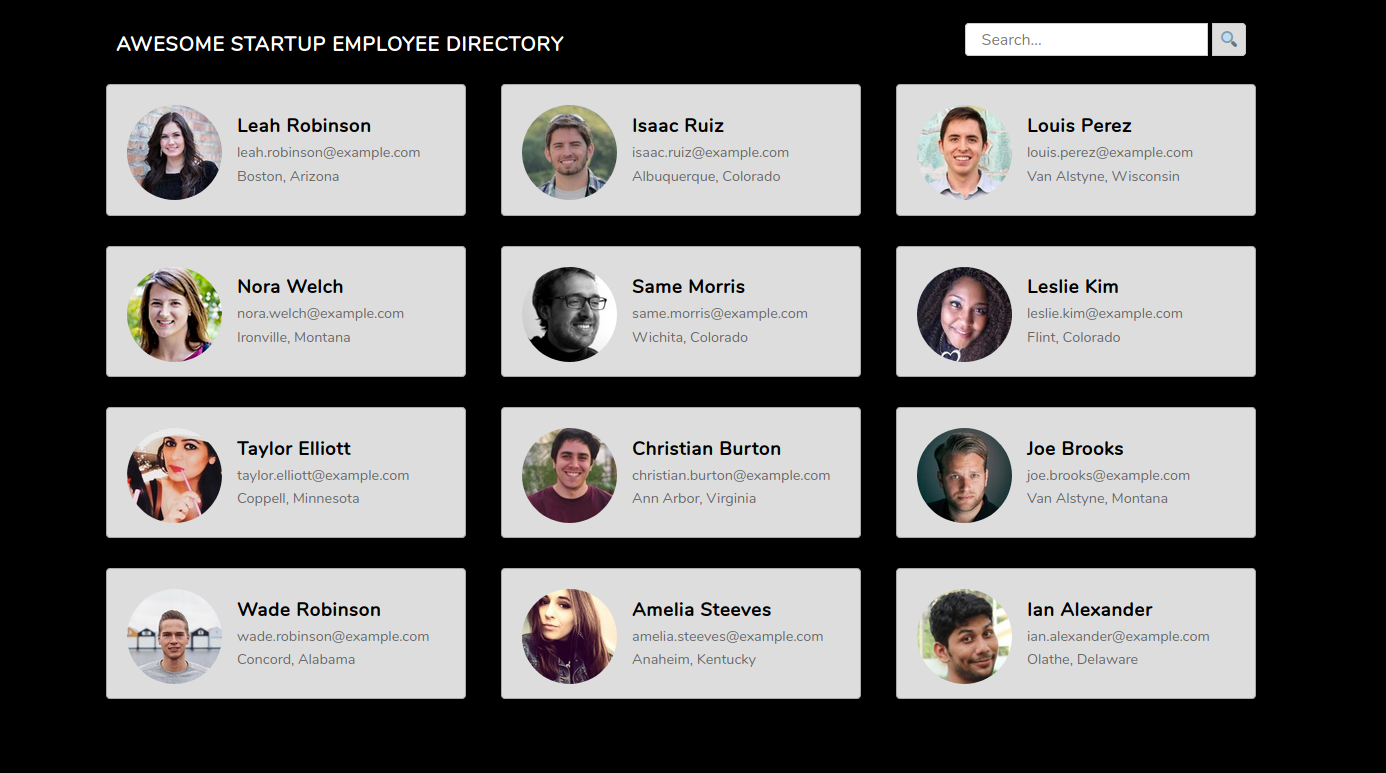 AWESOME STARTUP EMPLOYEE DIRECTORY
Search...
Leah Robinson
leah.robinson@example.com
Boston, Arizona
Isaac Ruiz
isaac.ruiz@example.com
Albuquerque, Colorado
Louis Perez
louis.perez@example.com
Van Alstyne, Wisconsin
Nora Welch
nora.welch@example.com
Ironville, Montana
Same Morris
same.morris@example.com
Wichita, Colorado
Leslie Kim
leslie.kim@example.com
Flint, Colorado
Taylor Elliott
taylor.elliott@example.com
Coppell, Minnesota
Christian Burton
christian.burton@example.com
Ann Arbor, Virginia
Joe Brooks
joe.brooks@example.com
Van Alstyne, Montana
Wade Robinson
wade.robinson@example.com
Concord, Alabama
Amelia Steeves
amelia.steeves@example.com
Anaheim, Kentucky
Ian Alexander
ian.alexander@example.com
Olathe, Delaware